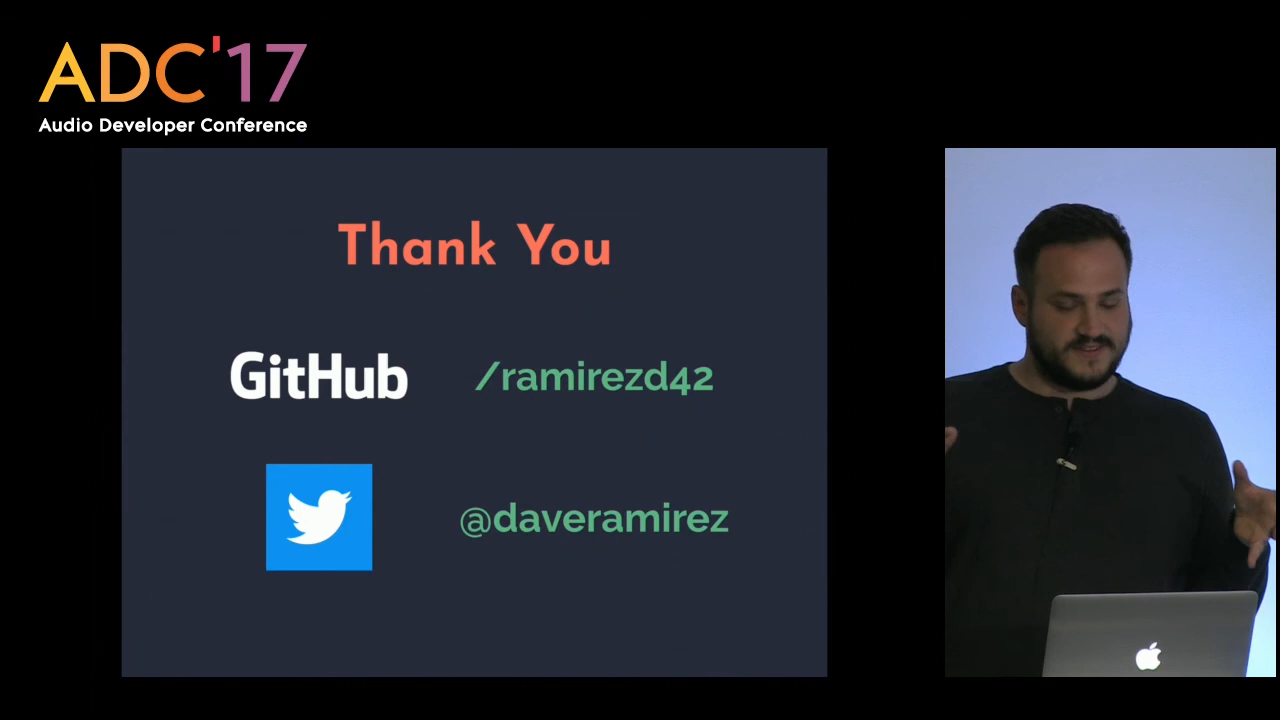 ADC'17
Audio Developer Conference
Thank You
GitHub /ramirezd42
@daveramirez